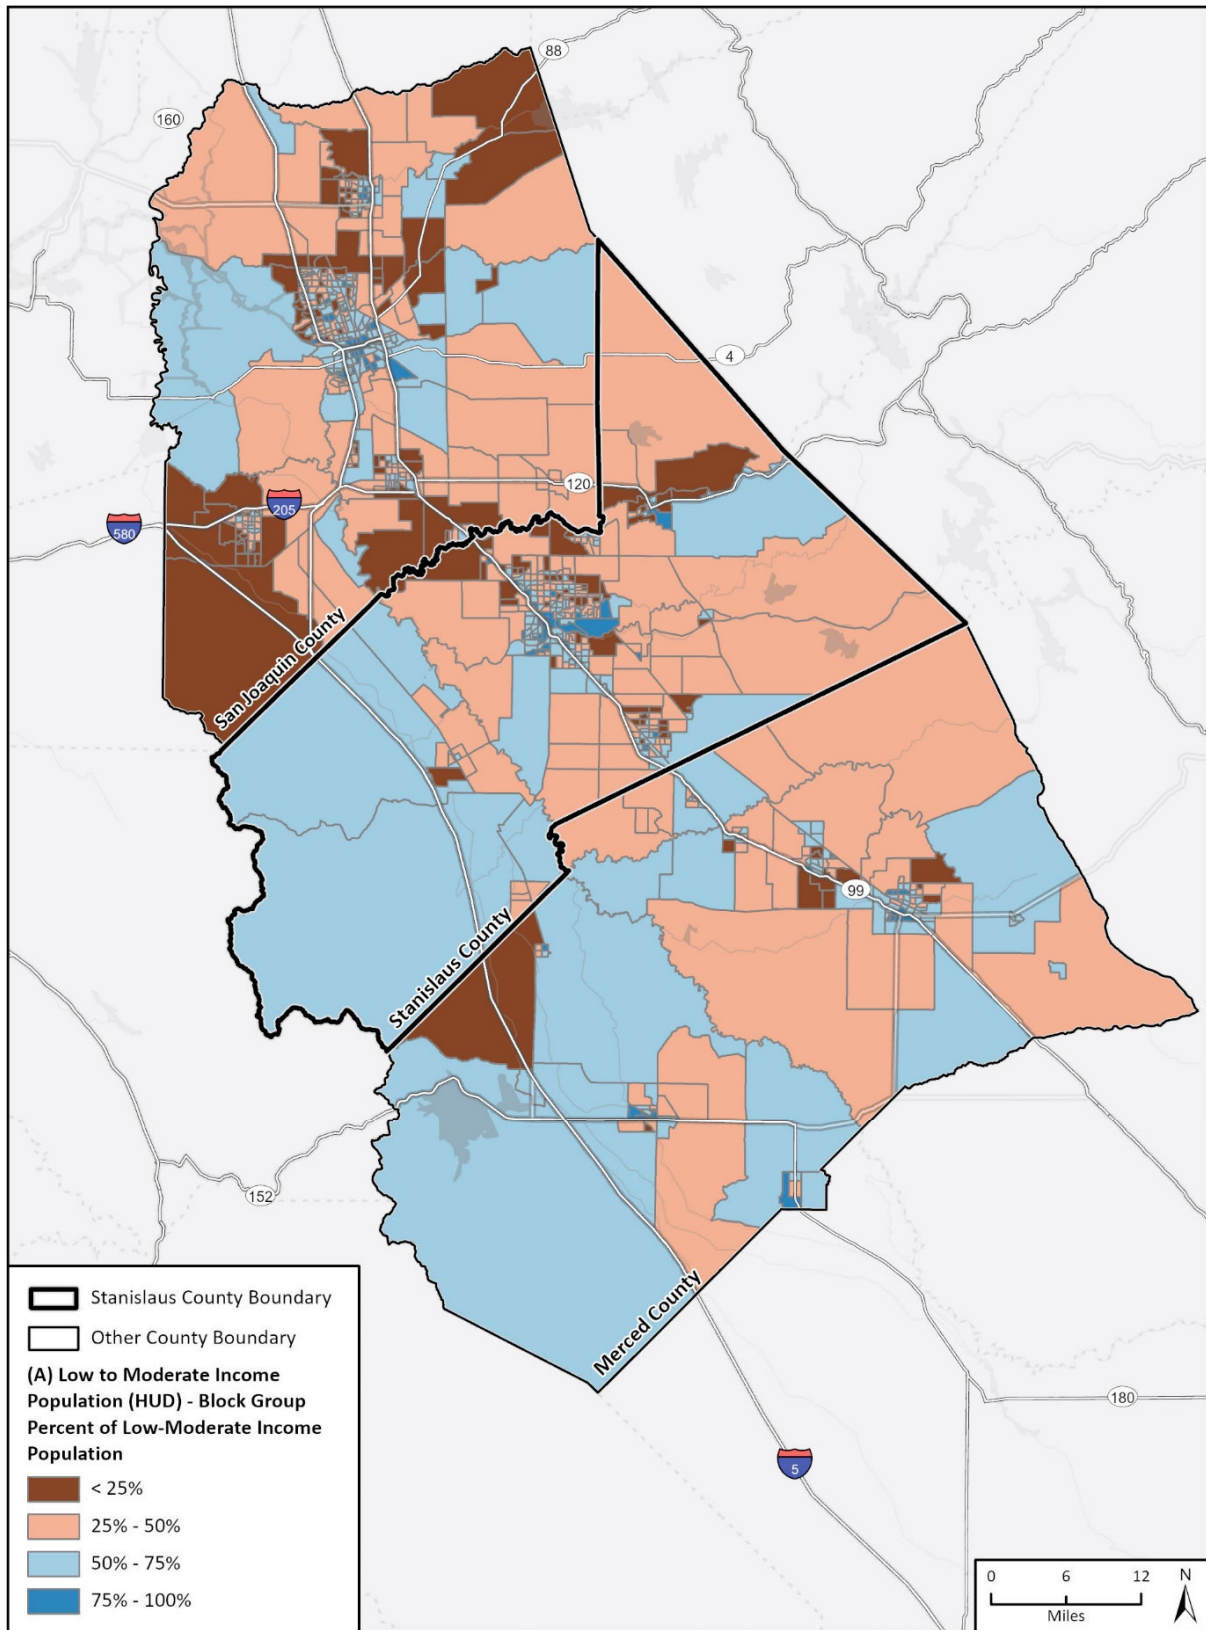 88
160
4
120
205
580
San Joaquin County
99
Stanislaus County
152
Merced County
180
5
Stanislaus County Boundary
Other County Boundary
(A) Low to Moderate Income
Population (HUD) - Block Group
Percent of Low-Moderate Income
Population
< 25%
25% - 50%
50% - 75%
75% - 100%
0 6 12
Miles
N